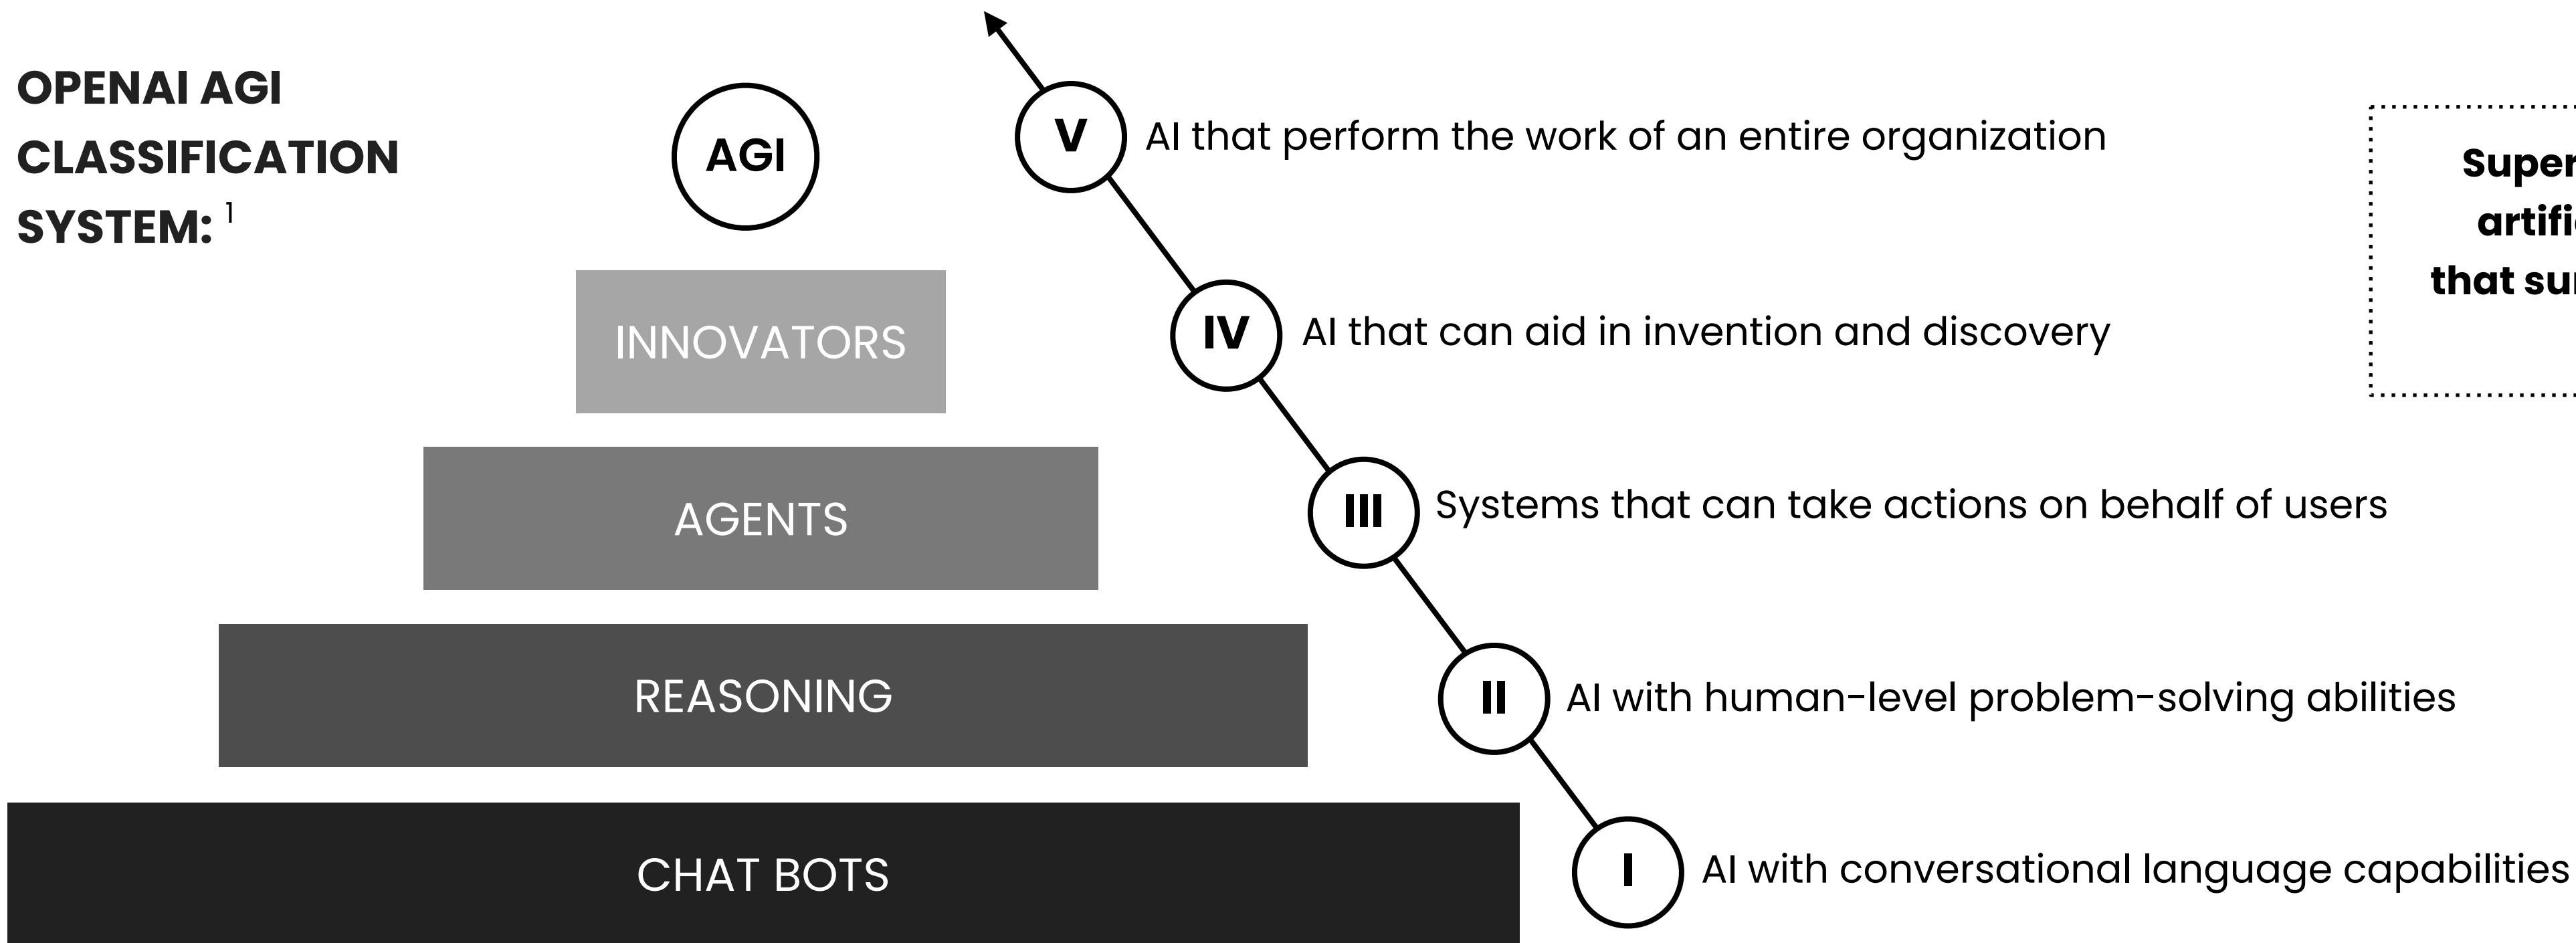 OPENAI AGI
CLASSIFICATION
SYSTEM: 1
AGI
V
AI that perform the work of an entire organization
INNOVATORS
IV
AI that can aid in invention and discovery
AGENTS
III
Systems that can take actions on behalf of users
REASONING
II
AI with human-level problem-solving abilities
CHAT BOTS
I
AI with conversational language capabilities
that